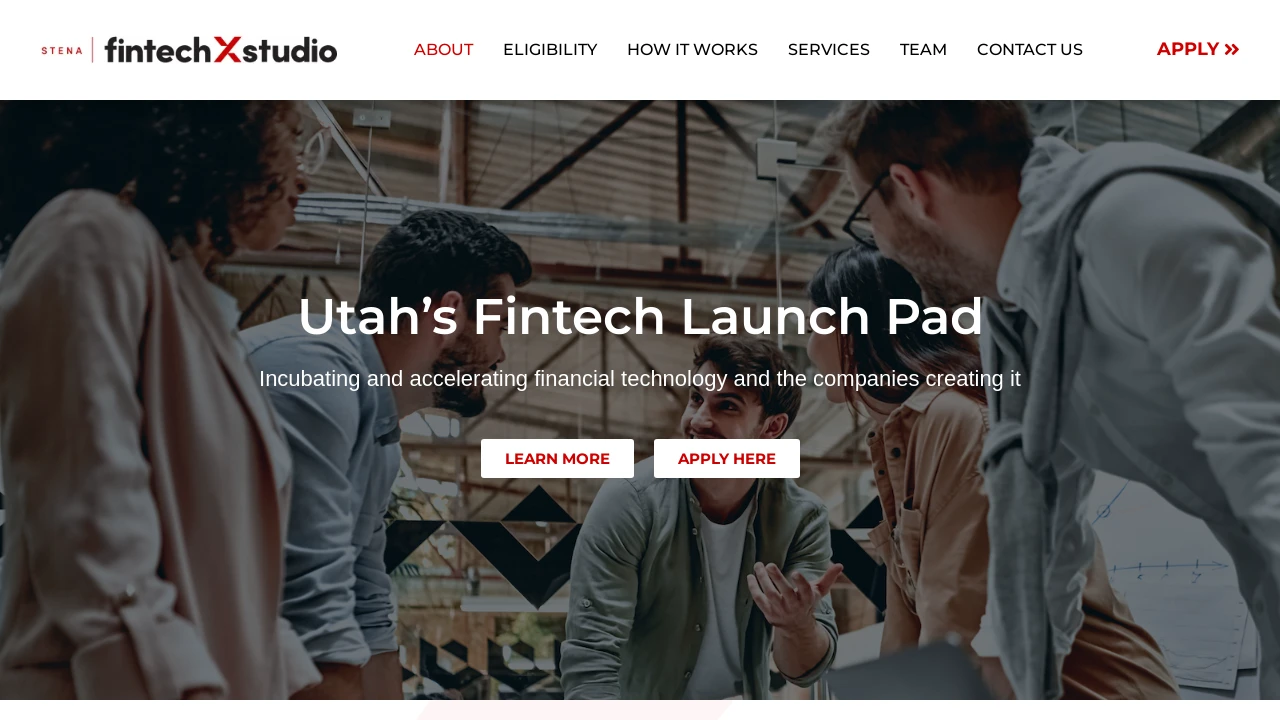 STENA | fintechXstudio
ABOUT
ELIGIBILITY
HOW IT WORKS
SERVICES
TEAM
CONTACT US
APPLY
Utah’s Fintech Launch Pad
Incubating and accelerating financial technology and the companies creating it
LEARN MORE
APPLY HERE